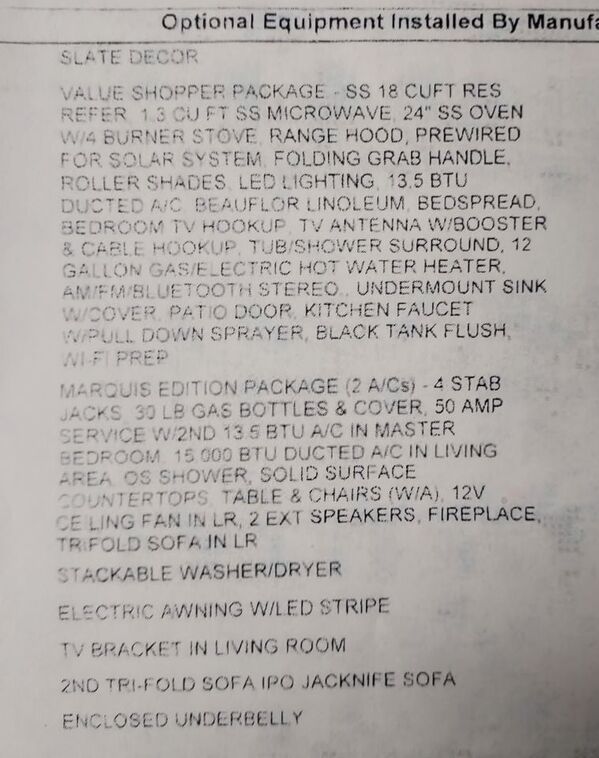 Optional Equipment Installed By Manufa
SLATE DECOR
VALUE SHOPPER PACKAGE - SS 18 CUFT RES
REFER, 1.3 CU FT SS MICROWAVE, 24" SS OVEN
W/4 BURNER STOVE, RANGE HOOD, PREWIRED
FOR SOLAR SYSTEM, FOLDING GRAB HANDLE,
ROLLER SHADES, LED LIGHTING, 13.5 BTU
DUCTED A/C, BEAUFLOR LINOLEUM, BEDSPREAD,
BEDROOM TV HOOKUP, TV ANTENNA W/BOOSTER
& CABLE HOOKUP, TUB/SHOWER SURROUND, 12
GALLON GAS/ELECTRIC HOT WATER HEATER,
AM/FM/BLUETOOTH STEREO., UNDERMOUNT SINK
W/COVER, PATIO DOOR, KITCHEN FAUCET
W/PULL DOWN SPRAYER, BLACK TANK FLUSH,
WI-FI PREP
MARQUIS EDITION PACKAGE (2 A/Cs) - 4 STAB
JACKS, 30 LB GAS BOTTLES & COVER, 50 AMP
SERVICE W/2ND 13.5 BTU A/C IN MASTER
BEDROOM, 15,000 BTU DUCTED A/C IN LIVING
AREA, OS SHOWER, SOLID SURFACE
COUNTERTOPS, TABLE & CHAIRS (W/A), 12V
CEILING FAN IN LR, 2 EXT SPEAKERS, FIREPLACE,
TRIFOLD SOFA IN LR
STACKABLE WASHER/DRYER
ELECTRIC AWNING W/LED STRIPE
TV BRACKET IN LIVING ROOM
2ND TRI-FOLD SOFA IPO JACKNIFE SOFA
ENCLOSED UNDERBELLY